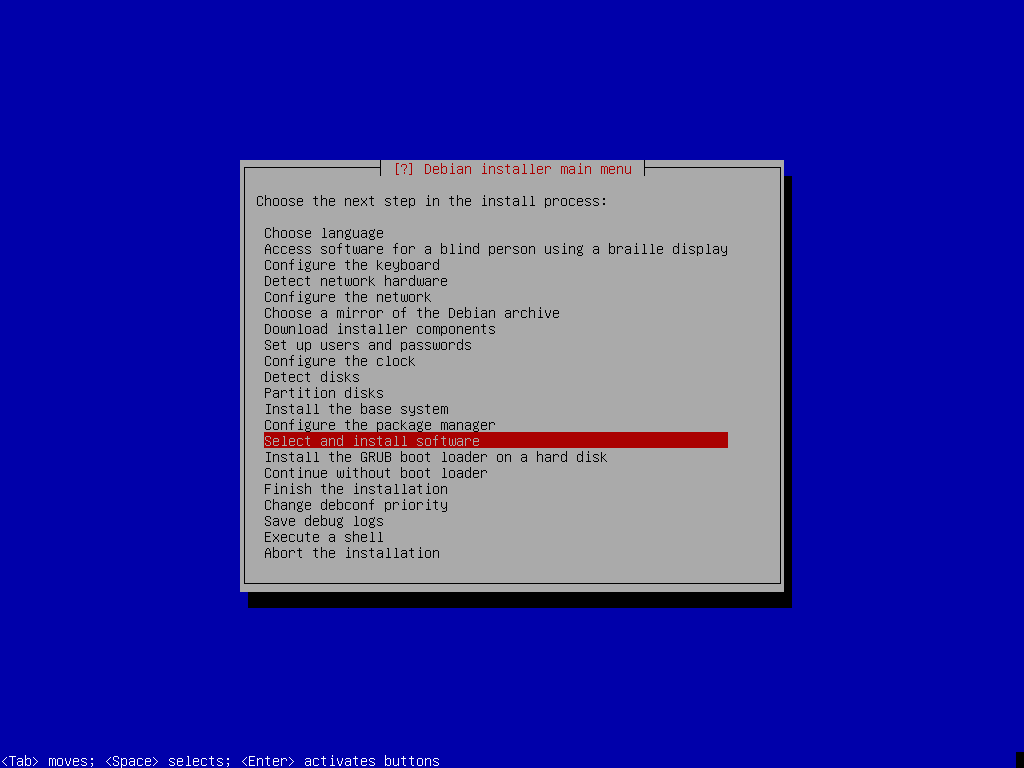 [?] Debian installer main menu
Choose the next step in the install process:
Choose language
Access software for a blind person using a braille display
Configure the keyboard
Detect network hardware
Configure the network
Choose a mirror of the Debian archive
Download installer components
Set up users and passwords
Configure the clock
Detect disks
Partition disks
Install the base system
Configure the package manager
Select and install software
Install the GRUB boot loader on a hard disk
Continue without boot loader
Finish the installation
Change debconf priority
Save debug logs
Execute a shell
Abort the installation
<Tab> moves; <Space> selects; <Enter> activates buttons